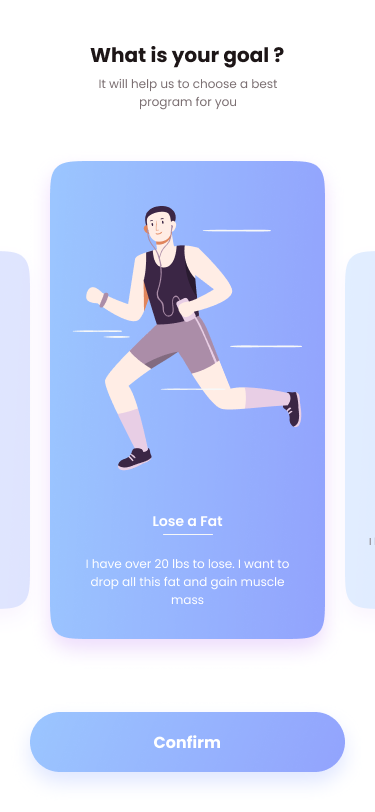 What is your goal ?
It will help us to choose a best
program for you
Lose a Fat
I have over 20 lbs to lose. I want to
drop all this fat and gain muscle
mass
I
Confirm